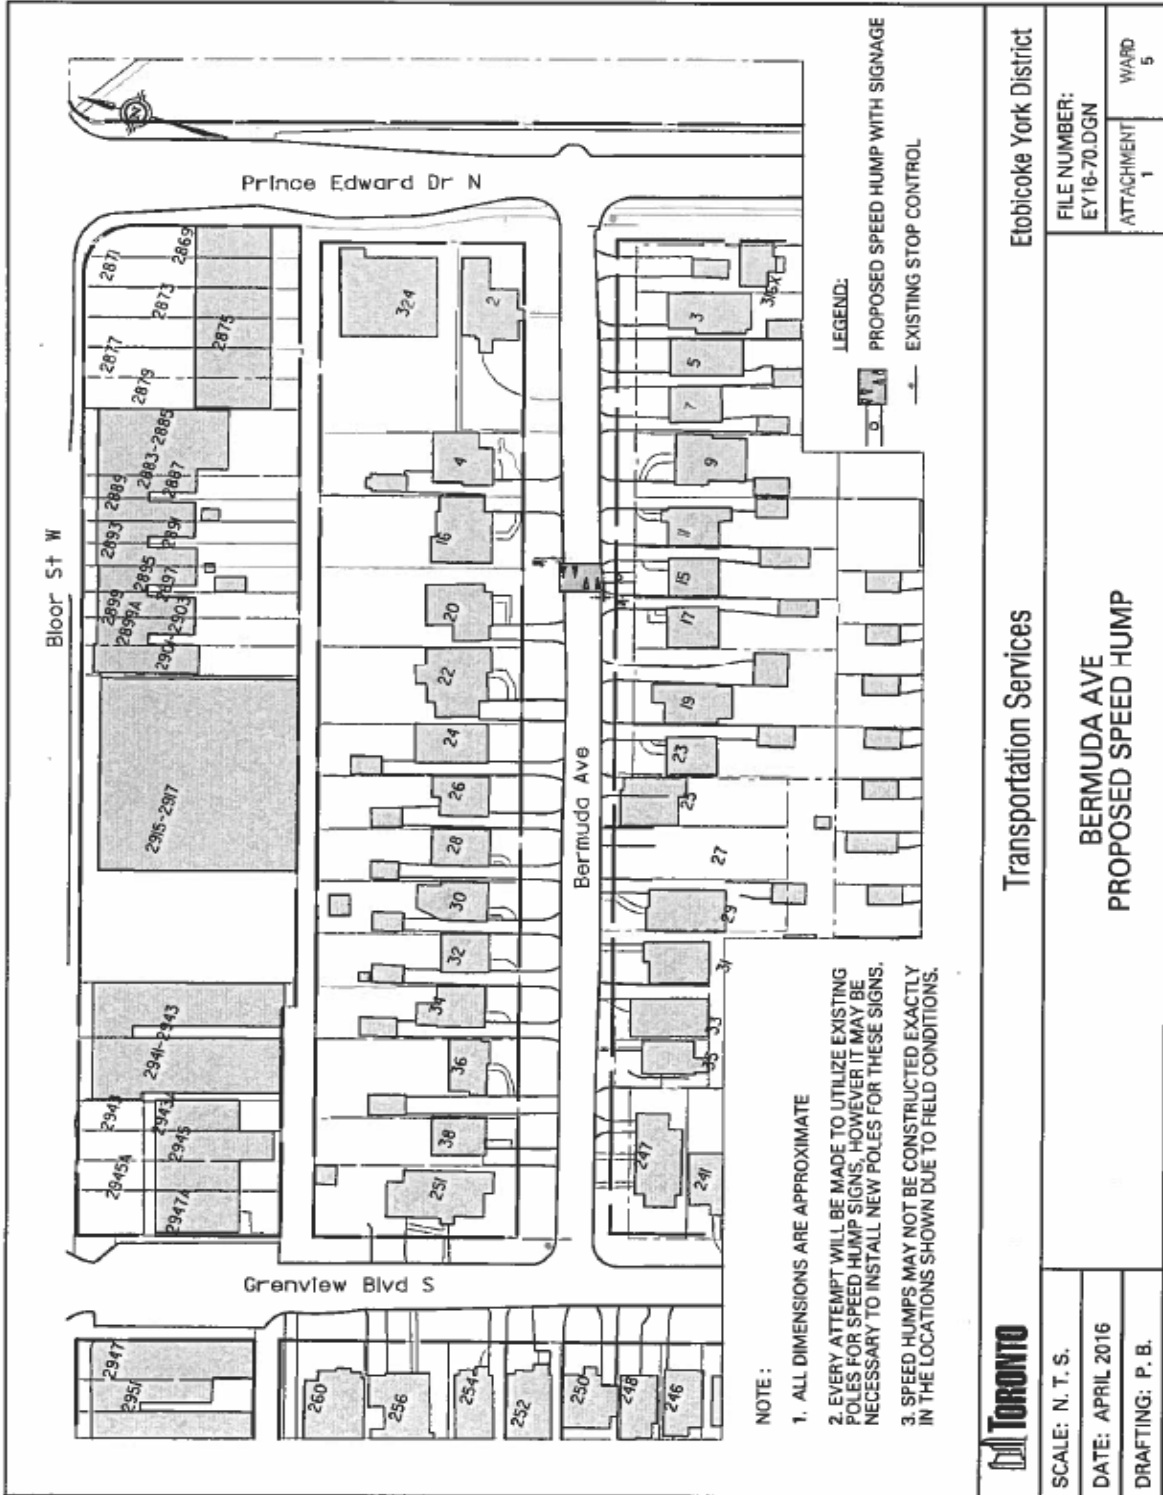 Bloor St W
Prince Edward Dr N
Bermuda Ave
Grenview Blvd S
2947
2951
2947A
2945A
2945
2943A
2943
2941-2943
2915-2917
2901-2903
2899A
2899
2897
2895
2893
2891
2889
2887
2883-2885
2879
2877
2875
2873
2871
2869
260
256
254
252
250
248
246
251
38
36
34
32
30
28
26
24
22
20
16
4
2
324
247
241
35
33
31
29
27
25
23
19
17
15
11
9
7
5
3
316X
N
LEGEND:
PROPOSED SPEED HUMP WITH SIGNAGE
EXISTING STOP CONTROL
NOTE :
1. ALL DIMENSIONS ARE APPROXIMATE
2. EVERY ATTEMPT WILL BE MADE TO UTILIZE EXISTING
POLES FOR SPEED HUMP SIGNS, HOWEVER IT MAY BE
NECESSARY TO INSTALL NEW POLES FOR THESE SIGNS.
3. SPEED HUMPS MAY NOT BE CONSTRUCTED EXACTLY
IN THE LOCATIONS SHOWN DUE TO FIELD CONDITIONS.
TORONTO
Transportation Services
Etobicoke York District
SCALE: N. T. S.
DATE: APRIL 2016
DRAFTING: P. B.
BERMUDA AVE
PROPOSED SPEED HUMP
FILE NUMBER:
EY16-70.DGN
ATTACHMENT
1
WARD
5